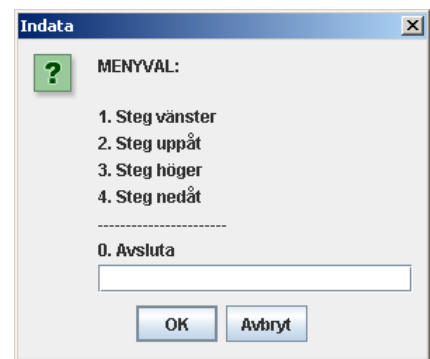 Indata
?
MENYVAL:
1. Steg vänster
2. Steg uppåt
3. Steg höger
4. Steg nedåt
-----------------------
0. Avsluta
OK Avbryt